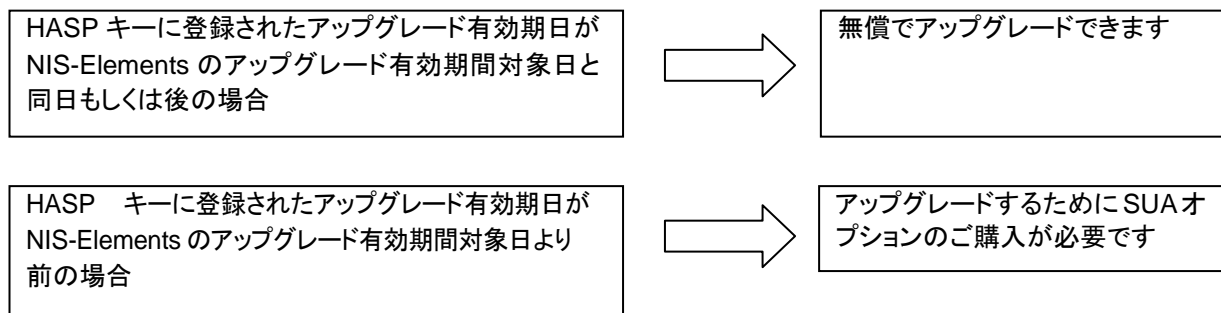 HASP キーに登録されたアップグレード有効期日が
NIS-Elements のアップグレード有効期間対象日と
同日もしくは後の場合
無償でアップグレードできます
HASP　キーに登録されたアップグレード有効期日が
NIS-Elements のアップグレード有効期間対象日より
前の場合
アップグレードするために SUA オ
プションのご購入が必要です